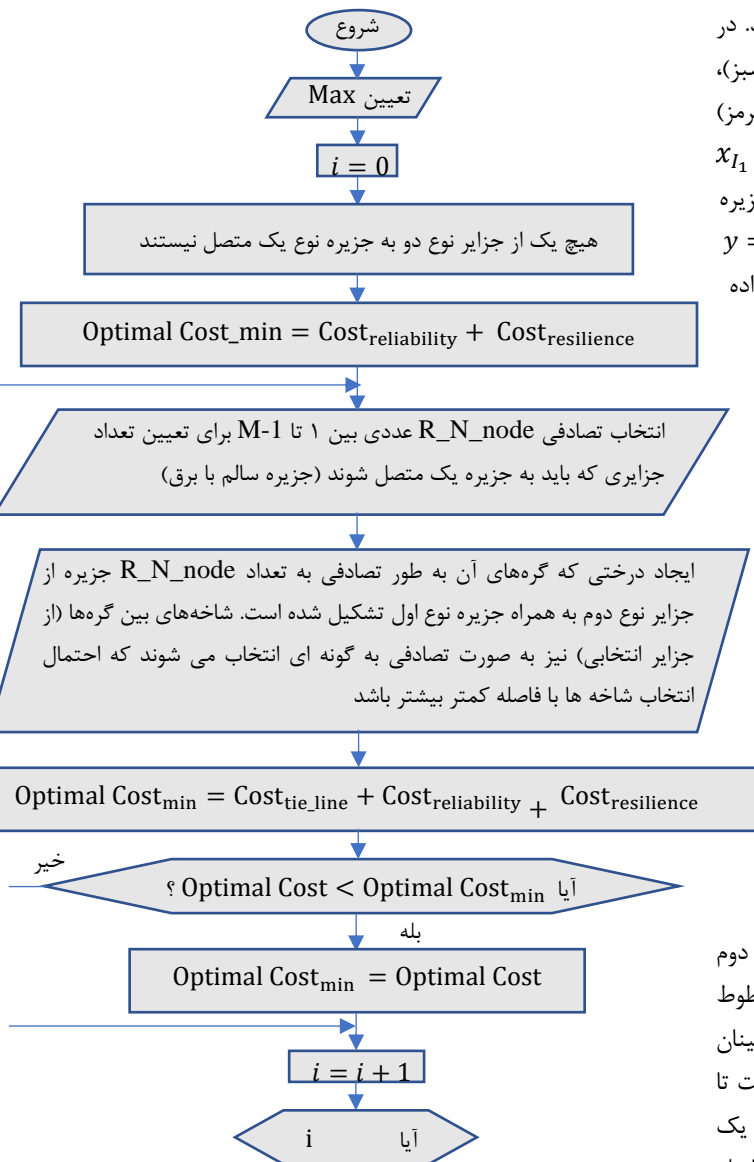 شروع
تعیین Max
i = 0
هیچ یک از جزایر نوع دو به جزیره نوع یک متصل نیستند
Optimal Cost_min = Cost_reliability + Cost_resilience
انتخاب تصادفی R_N_node عددی بین ۱ تا M-1 برای تعیین تعداد
جزایری که باید به جزیره یک متصل شوند (جزیره سالم با برق)
ایجاد درختی که گره‌های آن به طور تصادفی به تعداد R_N_node جزیره از
جزایر نوع دوم به همراه جزیره نوع اول تشکیل شده است. شاخه‌های بین گره‌ها (از
جزایر انتخابی) نیز به صورت تصادفی به گونه ای انتخاب می شوند که احتمال
انتخاب شاخه ها با فاصله کمتر بیشتر باشد
Optimal Cost_min = Cost_tie_line + Cost_reliability + Cost_resilience
خیر
آیا Optimal Cost < Optimal Cost_min ؟
بله
Optimal Cost_min = Optimal Cost
i = i + 1
آیا i
در
سبز)،
x_I_1
y =
دوم
ت تا
یک